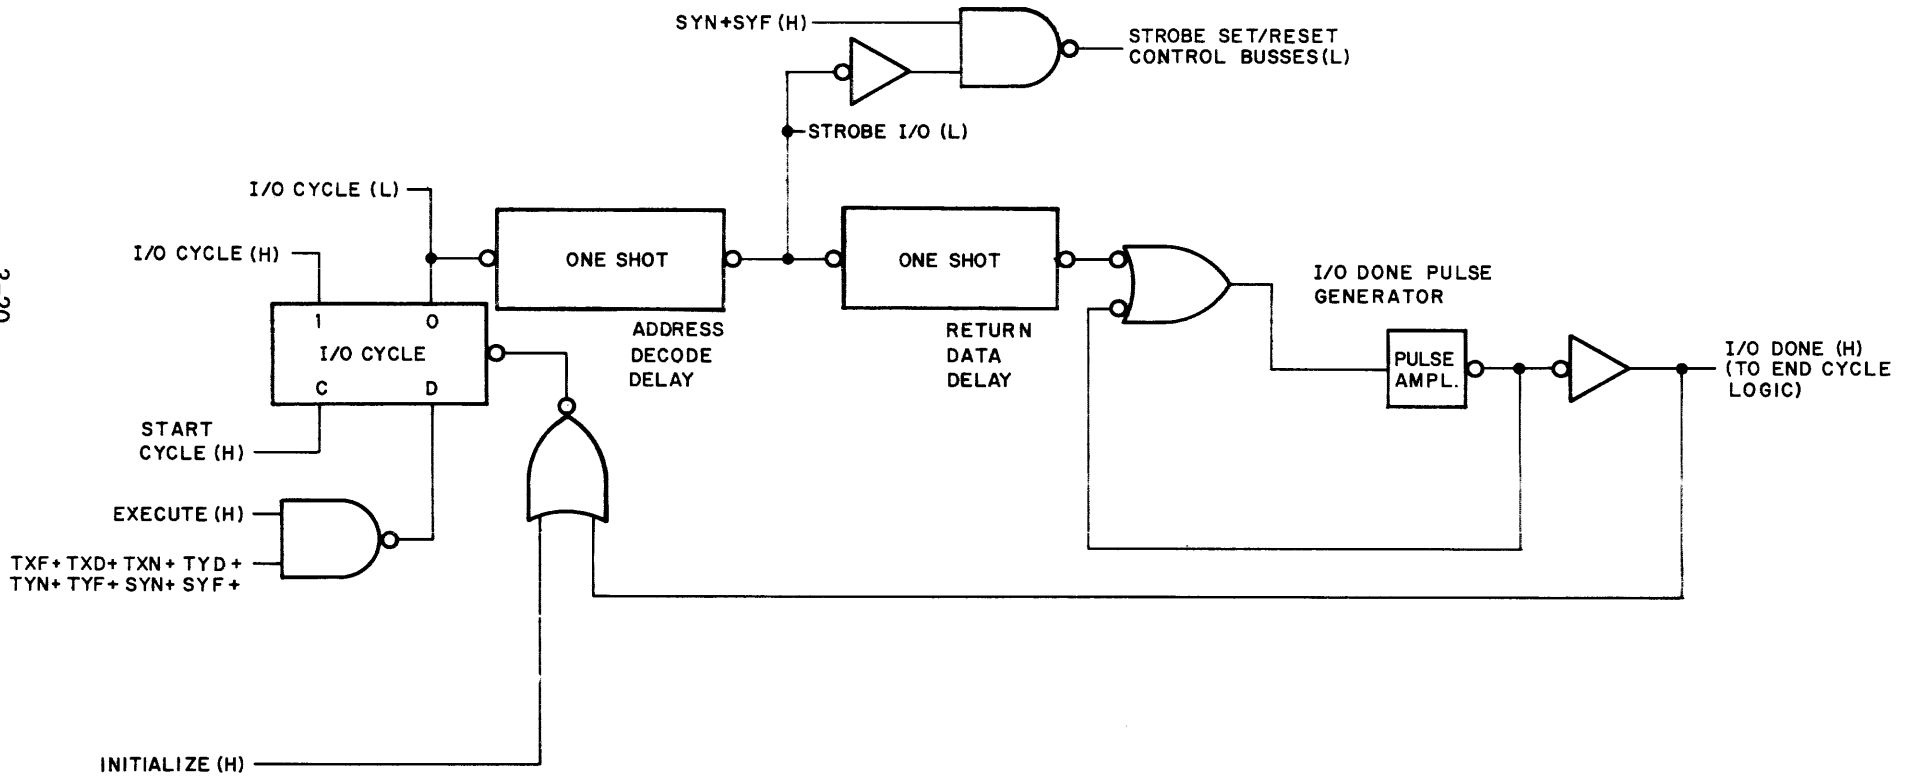 SYN+SYF (H)
STROBE SET/RESET
CONTROL BUSSES(L)
STROBE I/O (L)
I/O CYCLE (L)
I/O CYCLE (H)
ONE SHOT
ONE SHOT
I/O DONE PULSE
GENERATOR
1
0
I/O CYCLE
C
D
ADDRESS
DECODE
DELAY
RETURN
DATA
DELAY
PULSE
AMPL.
I/O DONE (H)
(TO END CYCLE
LOGIC)
START
CYCLE (H)
EXECUTE (H)
TXF+ TXD+ TXN+ TYD +
TYN+ TYF+ SYN+ SYF +
INITIALIZE (H)